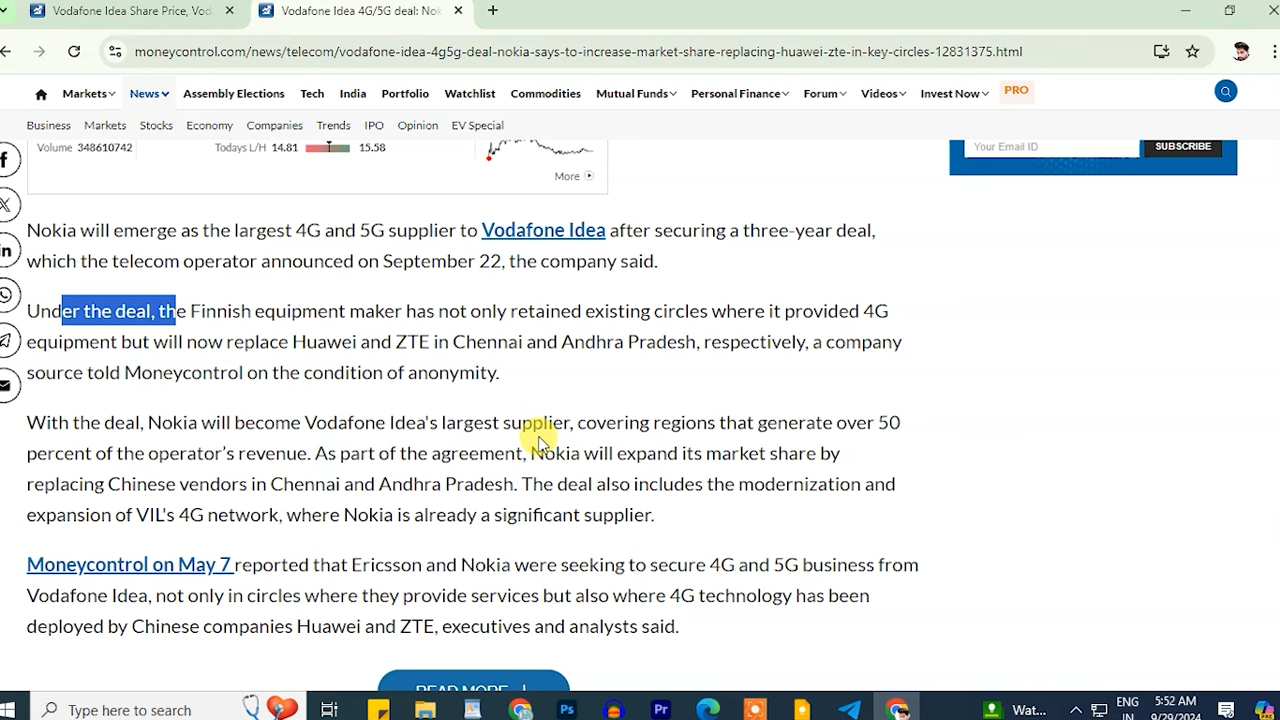 Vodafone Idea Share Price, Vod
Vodafone Idea 4G/5G deal: Nok
moneycontrol.com/news/telecom/vodafone-idea-4g5g-deal-nokia-says-to-increase-market-share-replacing-huawei-zte-in-key-circles-12831375.html
Markets News Assembly Elections Tech India Portfolio Watchlist Commodities Mutual Funds Personal Finance Forum Videos Invest Now PRO
Business Markets Stocks Economy Companies Trends IPO Opinion EV Special
Volume 348610742 Todays L/H 14.81 15.58
Your Email ID SUBSCRIBE
More
Nokia will emerge as the largest 4G and 5G supplier to Vodafone Idea after securing a three-year deal,
which the telecom operator announced on September 22, the company said.
Under the deal, the Finnish equipment maker has not only retained existing circles where it provided 4G
equipment but will now replace Huawei and ZTE in Chennai and Andhra Pradesh, respectively, a company
source told Moneycontrol on the condition of anonymity.
With the deal, Nokia will become Vodafone Idea's largest supplier, covering regions that generate over 50
percent of the operator's revenue. As part of the agreement, Nokia will expand its market share by
replacing Chinese vendors in Chennai and Andhra Pradesh. The deal also includes the modernization and
expansion of VIL's 4G network, where Nokia is already a significant supplier.
Moneycontrol on May 7 reported that Ericsson and Nokia were seeking to secure 4G and 5G business from
Vodafone Idea, not only in circles where they provide services but also where 4G technology has been
deployed by Chinese companies Huawei and ZTE, executives and analysts said.
READ MORE
Type here to search
Wat...
ENG
IN
5:52 AM
/29/2024